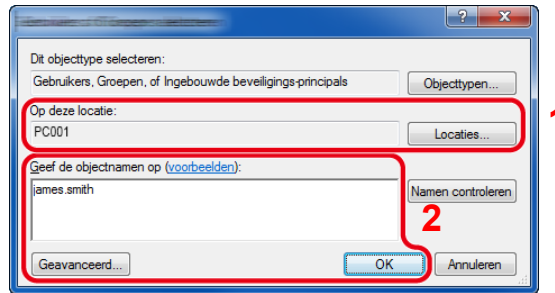 Dit objecttype selecteren:
Gebruikers, Groepen, of Ingebouwde beveiligings-principals
Objecttypen...
Op deze locatie:
PC001
Locaties...
Geef de objectnamen op (voorbeelden):
james.smith
Namen controleren
2
Geavanceerd...
OK
Annuleren